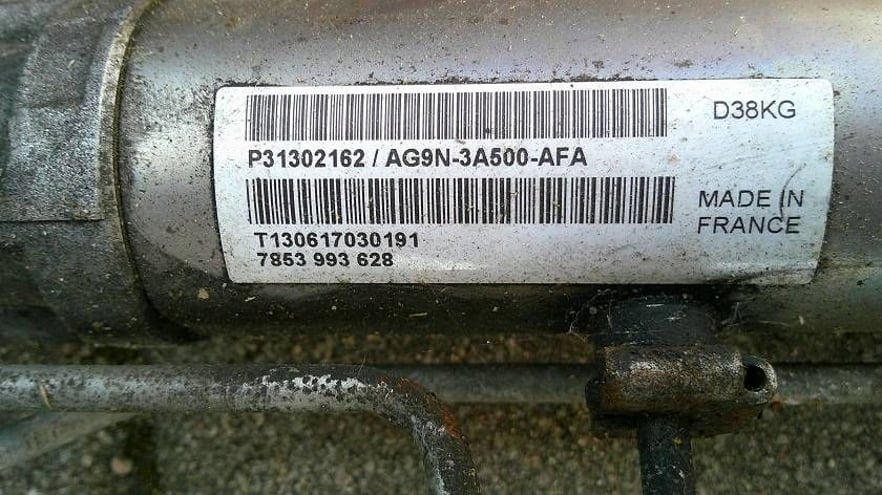 D38KG
P31302162 / AG9N-3A500-AFA
MADE IN
FRANCE
T130617030191
7853 993 628